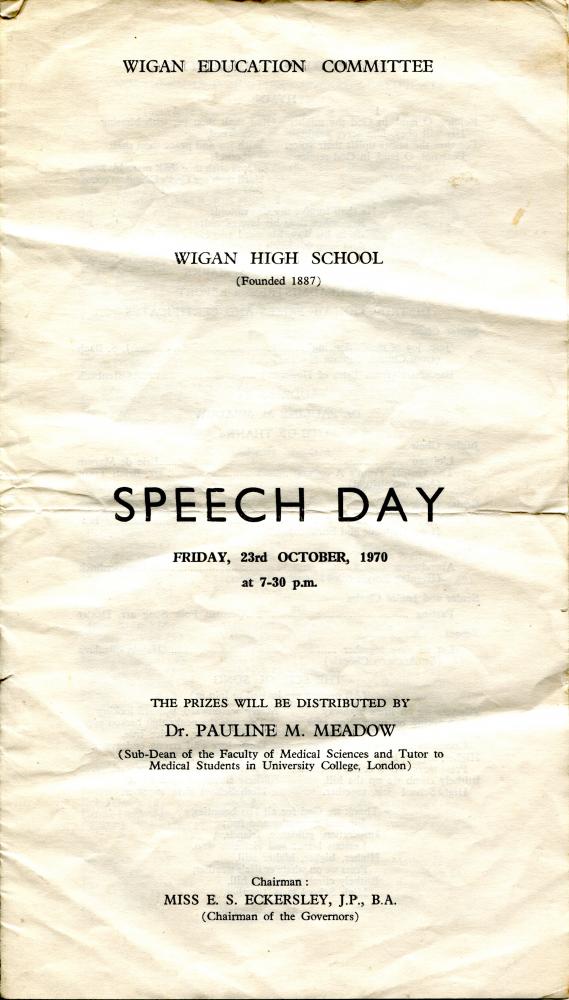 WIGAN EDUCATION COMMITTEE
WIGAN HIGH SCHOOL
(Founded 1887)
SPEECH DAY
FRIDAY, 23rd OCTOBER, 1970
at 7-30 p.m.
THE PRIZES WILL BE DISTRIBUTED BY
Dr. PAULINE M. MEADOW
(Sub-Dean of the Faculty of Medical Sciences and Tutor to
Medical Students in University College, London)
Chairman :
MISS E. S. ECKERSLEY, J.P., B.A.
(Chairman of the Governors)